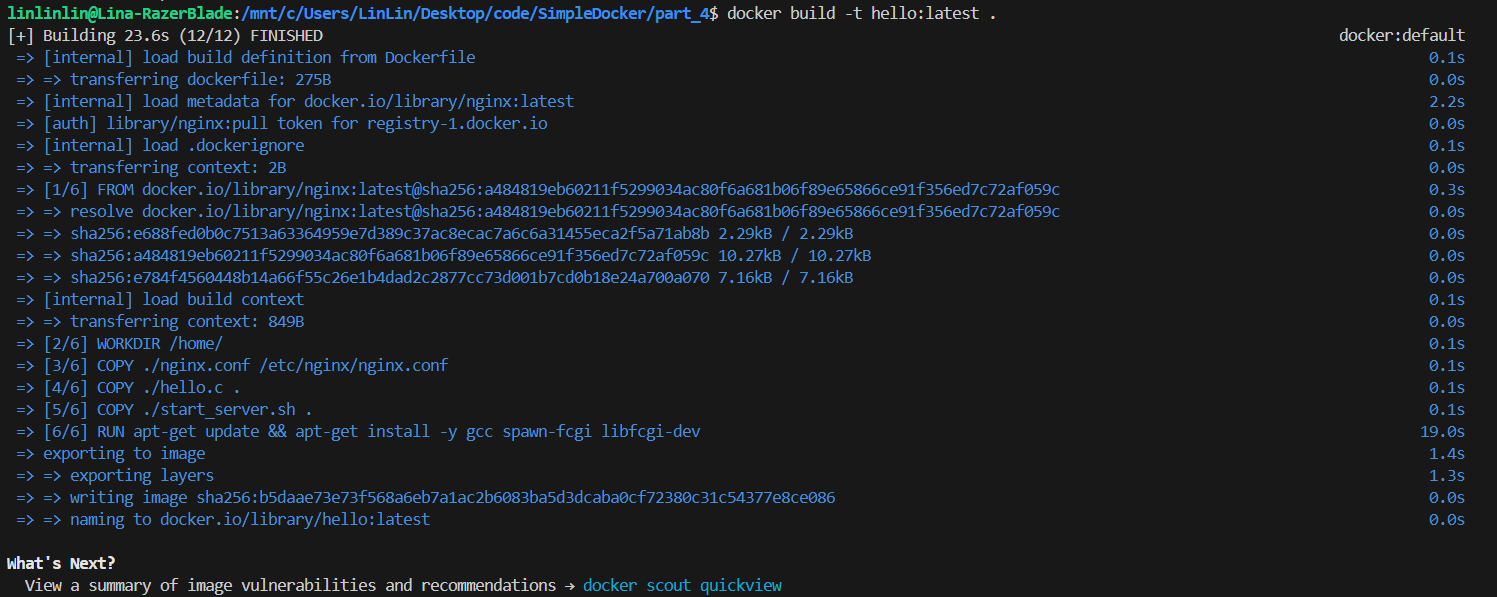 linlinlin@Lina-RazerBlade:/mnt/c/Users/LinLin/Desktop/code/SimpleDocker/part_4$ docker build -t hello:latest .
[+] Building 23.6s (12/12) FINISHED docker:default
=> [internal] load build definition from Dockerfile 0.1s
=> => transferring dockerfile: 275B 0.0s
=> [internal] load metadata for docker.io/library/nginx:latest 2.2s
=> [auth] library/nginx:pull token for registry-1.docker.io 0.0s
=> [internal] load .dockerignore 0.1s
=> => transferring context: 2B 0.0s
=> [1/6] FROM docker.io/library/nginx:latest@sha256:a484819eb60211f5299034ac80f6a681b06f89e65866ce91f356ed7c72af059c 0.3s
=> => resolve docker.io/library/nginx:latest@sha256:a484819eb60211f5299034ac80f6a681b06f89e65866ce91f356ed7c72af059c 0.0s
=> => sha256:e688fed0b0c7513a63364959e7d389c37ac8ecac7a6c6a31455eca2f5a71ab8b 2.29kB / 2.29kB 0.0s
=> => sha256:a484819eb60211f5299034ac80f6a681b06f89e65866ce91f356ed7c72af059c 10.27kB / 10.27kB 0.0s
=> => sha256:e784f4560448b14a66f55c26e1b4dad2c2877cc73d001b7cd0b18e24a700a070 7.16kB / 7.16kB 0.0s
=> [internal] load build context 0.1s
=> => transferring context: 849B 0.0s
=> [2/6] WORKDIR /home/ 0.1s
=> [3/6] COPY ./nginx.conf /etc/nginx/nginx.conf 0.1s
=> [4/6] COPY ./hello.c . 0.1s
=> [5/6] COPY ./start_server.sh . 0.1s
=> [6/6] RUN apt-get update && apt-get install -y gcc spawn-fcgi libfcgi-dev 19.0s
=> exporting to image 1.4s
=> => exporting layers 1.3s
=> => writing image sha256:b5daae73e73f568a6eb7a1ac2b6083ba5d3dcaba0cf72380c31c54377e8ce086 0.0s
=> => naming to docker.io/library/hello:latest 0.0s
What's Next?
View a summary of image vulnerabilities and recommendations → docker scout quickview